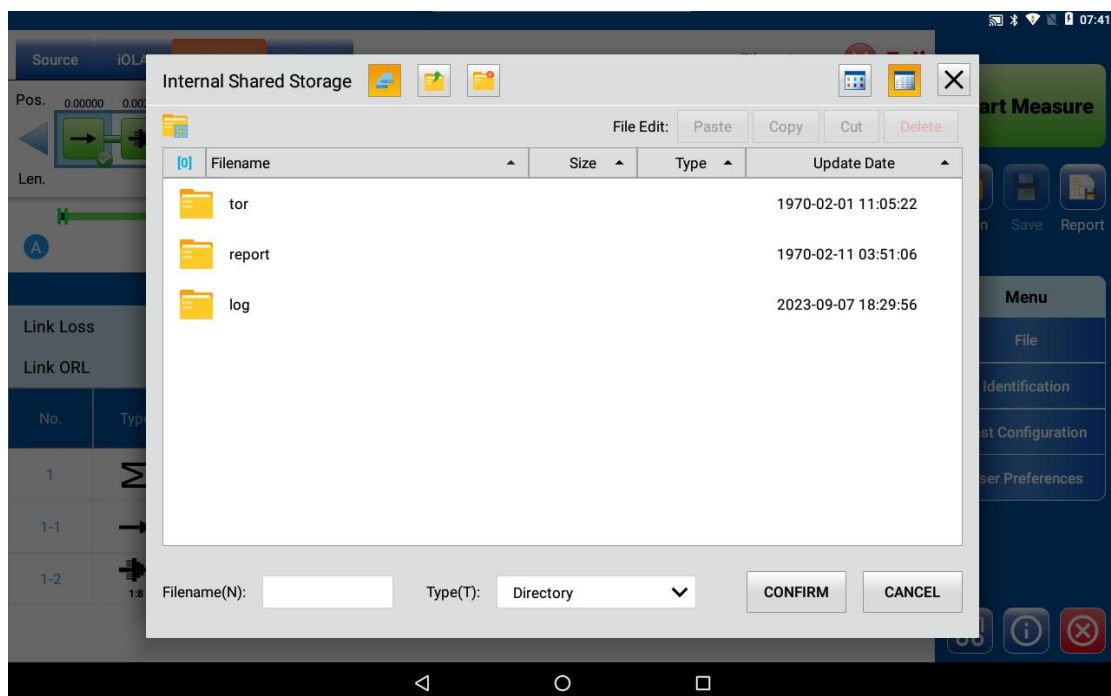 07:41
Source iOLA
Internal Shared Storage
Pos. 0.00000 0.002
art Measure
File Edit: Paste Copy Cut Delete
[0] Filename Size Type Update Date
Len.
tor 1970-02-01 11:05:22
Save Report
A
report 1970-02-11 03:51:06
Menu
log 2023-09-07 18:29:56
Link Loss
File
Link ORL
Identification
No. Typ
st Configuration
1
ser Preferences
1-1
1-2
1:8
Filename(N): Type(T): Directory CONFIRM CANCEL